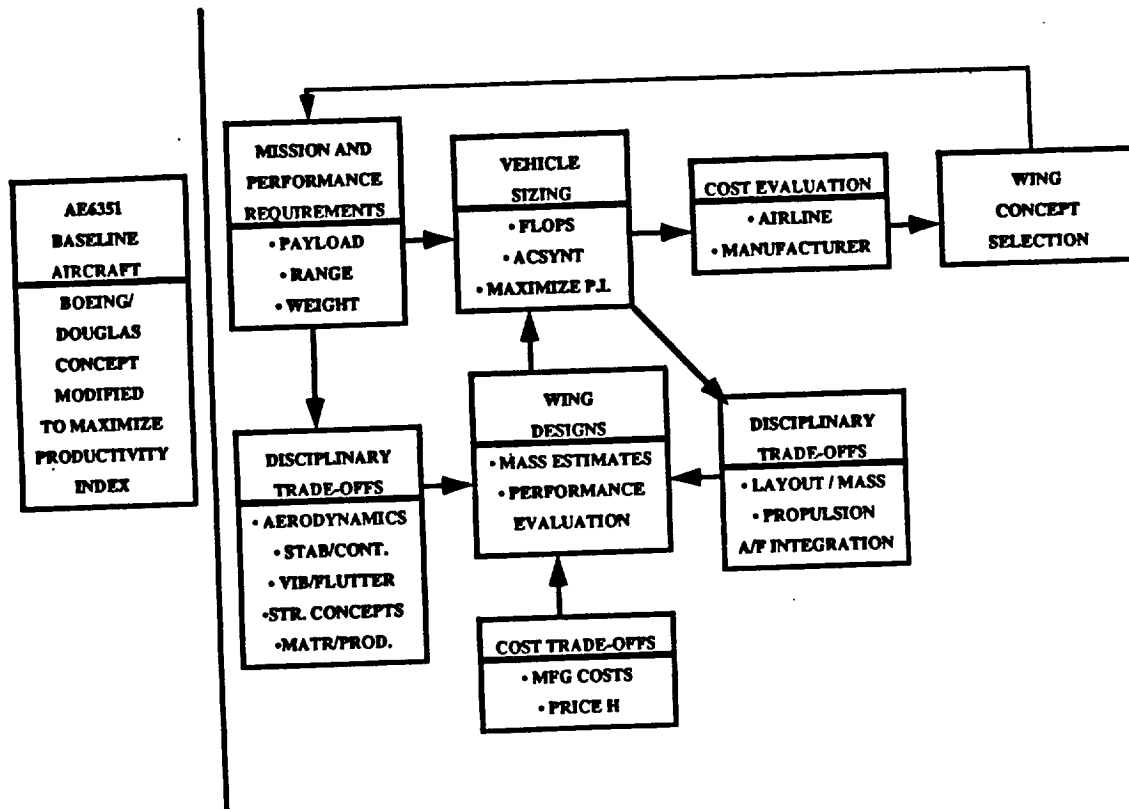 AE6351
BASELINE
AIRCRAFT
BOEING/
DOUGLAS
CONCEPT
MODIFIED
TO MAXIMIZE
PRODUCTIVITY
INDEX
MISSION AND
PERFORMANCE
REQUIREMENTS
• PAYLOAD
• RANGE
• WEIGHT
VEHICLE
SIZING
• FLOPS
• ACSYNT
• MAXIMIZE P.I.
COST EVALUATION
• AIRLINE
• MANUFACTURER
WING
CONCEPT
SELECTION
DISCIPLINARY
TRADE-OFFS
• AERODYNAMICS
• STAB/CONT.
• VIB/FLUTTER
•STR. CONCEPTS
•MATR/PROD.
WING
DESIGNS
• MASS ESTIMATES
• PERFORMANCE
EVALUATION
DISCIPLINARY
TRADE-OFFS
• LAYOUT / MASS
• PROPULSION
A/F INTEGRATION
COST TRADE-OFFS
• MFG COSTS
• PRICE H